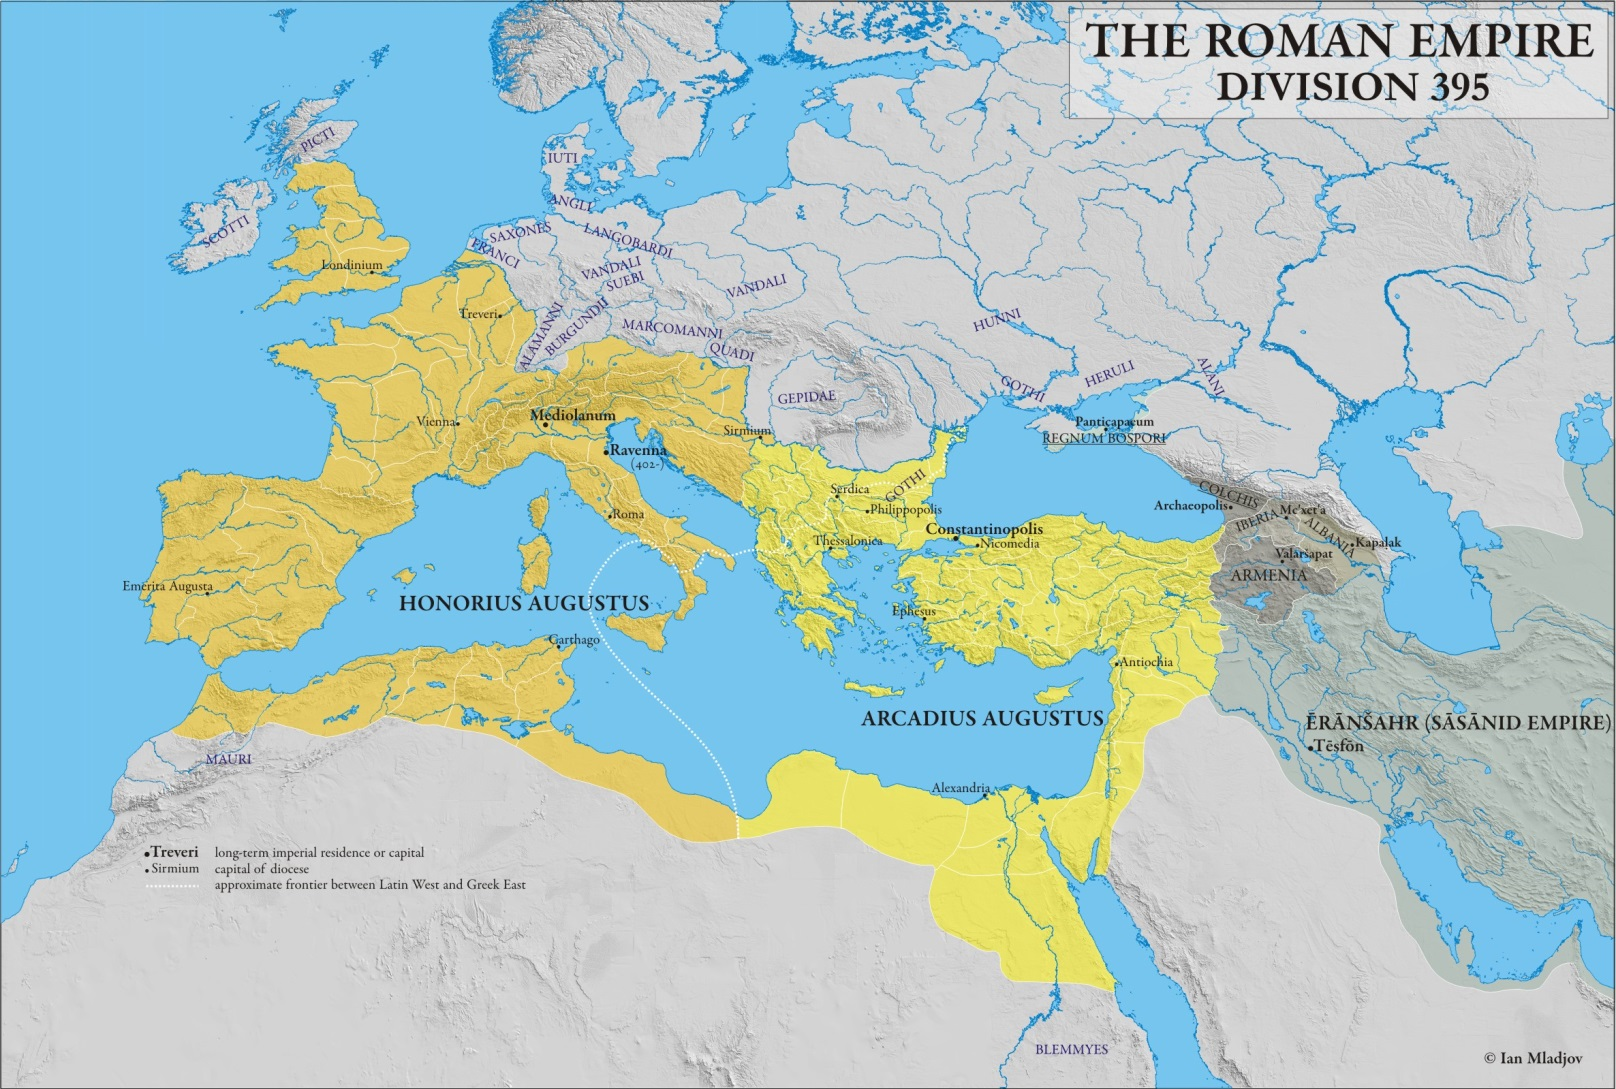 THE ROMAN EMPIRE
DIVISION 395
PICTI
IUTI
SCOTTI
ANGLI
SAXONES
FRANCI
LANGOBARDI
VANDALI
SUEBI
VANDALI
Londinium
Treveri
ALAMANNI
BURGUNDII
MARCOMANNI
QUADI
HUNNI
GEPIDAE
GOTHI
HERULI
ALANI
Vienna
Mediolanum
Sirmium
Ravenna
(402-)
Panticapaeum
REGNUM BOSPORI
Roma
Serdica
GOTHI
Philippopolis
Constantinopolis
Nicomedia
Thessalonica
COLCHIS
Archaeopolis
IBERIA
Mc'xet'a
ALBANIA
Kapalak
Valaršapat
ARMENIA
Emerita Augusta
HONORIUS AUGUSTUS
Ephesus
Carthago
Antiochia
ARCADIUS AUGUSTUS
ĒRĀNŠAHR (SĀSĀNID EMPIRE)
Tēsfōn
MAURI
Alexandria
Treveri long-term imperial residence or capital
Sirmium capital of diocese
approximate frontier between Latin West and Greek East
BLEMMYES
© Ian Mladjov